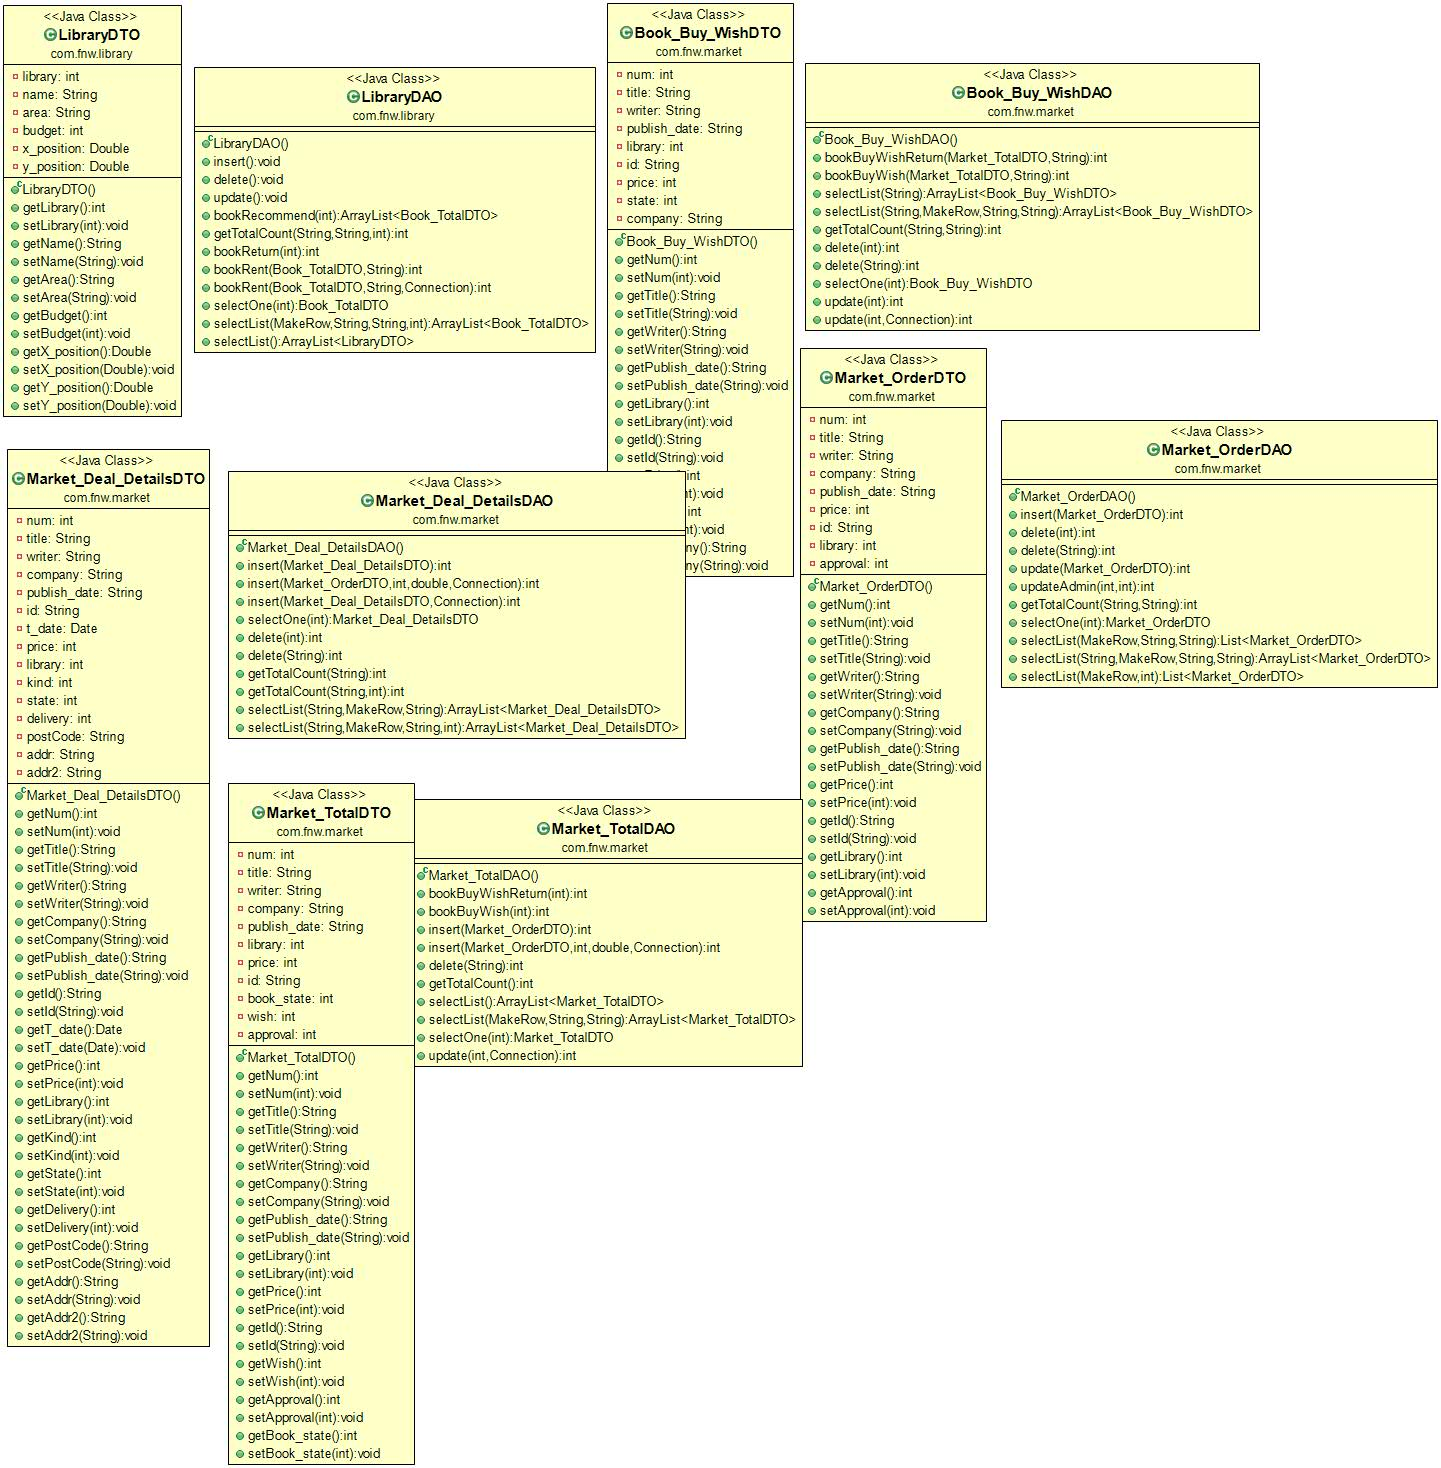 <<Java Class>>
LibraryDTO
com.fnw.library
library: int
name: String
area: String
budget: int
x_position: Double
y_position: Double
LibraryDTO()
getLibrary():int
setLibrary(int):void
getName():String
setName(String):void
getArea():String
setArea(String):void
getBudget():int
setBudget(int):void
getX_position():Double
setX_position(Double):void
getY_position():Double
setY_position(Double):void
<<Java Class>>
LibraryDAO
com.fnw.library
LibraryDAO()
insert():void
delete():void
update():void
bookRecommend(int):ArrayList<Book_TotalDTO>
getTotalCount(String,String,int):int
bookReturn(int):int
bookRent(Book_TotalDTO,String):int
bookRent(Book_TotalDTO,String,Connection):int
selectOne(int):Book_TotalDTO
selectList(MakeRow,String,String,int):ArrayList<Book_TotalDTO>
selectList():ArrayList<LibraryDTO>
<<Java Class>>
Book_Buy_WishDTO
com.fnw.market
num: int
title: String
writer: String
publish_date: String
library: int
id: String
price: int
state: int
company: String
Book_Buy_WishDTO()
getNum():int
setNum(int):void
getTitle():String
setTitle(String):void
getWriter():String
setWriter(String):void
getPublish_date():String
setPublish_date(String):void
getLibrary():int
setLibrary(int):void
getId():String
setId(String):void
int
nt):void
int
nt):void
ny():String
ny(String):void
<<Java Class>>
Book_Buy_WishDAO
com.fnw.market
Book_Buy_WishDAO()
bookBuyWishReturn(Market_TotalDTO,String):int
bookBuyWish(Market_TotalDTO,String):int
selectList(String):ArrayList<Book_Buy_WishDTO>
selectList(String,MakeRow,String,String):ArrayList<Book_Buy_WishDTO>
getTotalCount(String,String):int
delete(int):int
delete(String):int
selectOne(int):Book_Buy_WishDTO
update(int):int
update(int,Connection):int
<<Java Class>>
Market_OrderDTO
com.fnw.market
num: int
title: String
writer: String
company: String
publish_date: String
price: int
id: String
library: int
approval: int
Market_OrderDTO()
getNum():int
setNum(int):void
getTitle():String
setTitle(String):void
getWriter():String
setWriter(String):void
getCompany():String
setCompany(String):void
getPublish_date():String
setPublish_date(String):void
getPrice():int
setPrice(int):void
getId():String
setId(String):void
getLibrary():int
setLibrary(int):void
getApproval():int
setApproval(int):void
<<Java Class>>
Market_OrderDAO
com.fnw.market
Market_OrderDAO()
insert(Market_OrderDTO):int
delete(int):int
delete(String):int
update(Market_OrderDTO):int
updateAdmin(int,int):int
getTotalCount(String,String):int
selectOne(int):Market_OrderDTO
selectList(MakeRow,String,String):List<Market_OrderDTO>
selectList(String,MakeRow,String,String):ArrayList<Market_OrderDTO>
selectList(MakeRow,int):List<Market_OrderDTO>
<<Java Class>>
Market_Deal_DetailsDTO
com.fnw.market
num: int
title: String
writer: String
company: String
publish_date: String
id: String
t_date: Date
price: int
library: int
kind: int
state: int
delivery: int
postCode: String
addr: String
addr2: String
Market_Deal_DetailsDTO()
getNum():int
setNum(int):void
getTitle():String
setTitle(String):void
getWriter():String
setWriter(String):void
getCompany():String
setCompany(String):void
getPublish_date():String
setPublish_date(String):void
getId():String
setId(String):void
getT_date():Date
setT_date(Date):void
getPrice():int
setPrice(int):void
getLibrary():int
setLibrary(int):void
getKind():int
setKind(int):void
getState():int
setState(int):void
getDelivery():int
setDelivery(int):void
getPostCode():String
setPostCode(String):void
getAddr():String
setAddr(String):void
getAddr2():String
setAddr2(String):void
<<Java Class>>
Market_Deal_DetailsDAO
com.fnw.market
Market_Deal_DetailsDAO()
insert(Market_Deal_DetailsDTO):int
insert(Market_OrderDTO,int,double,Connection):int
insert(Market_Deal_DetailsDTO,Connection):int
selectOne(int):Market_Deal_DetailsDTO
delete(int):int
delete(String):int
getTotalCount(String):int
getTotalCount(String,int):int
selectList(String,MakeRow,String):ArrayList<Market_Deal_DetailsDTO>
selectList(String,MakeRow,String,int):ArrayList<Market_Deal_DetailsDTO>
<<Java Class>>
Market_TotalDTO
com.fnw.market
num: int
title: String
writer: String
company: String
publish_date: String
library: int
price: int
id: String
book_state: int
wish: int
approval: int
Market_TotalDTO()
getNum():int
setNum(int):void
getTitle():String
setTitle(String):void
getWriter():String
setWriter(String):void
getCompany():String
setCompany(String):void
getPublish_date():String
setPublish_date(String):void
getLibrary():int
setLibrary(int):void
getPrice():int
setPrice(int):void
getId():String
setId(String):void
getWish():int
setWish(int):void
getApproval():int
setApproval(int):void
getBook_state():int
setBook_state(int):void
<<Java Class>>
Market_TotalDAO
com.fnw.market
Market_TotalDAO()
bookBuyWishReturn(int):int
bookBuyWish(int):int
insert(Market_OrderDTO):int
insert(Market_OrderDTO,int,double,Connection):int
delete(String):int
getTotalCount():int
selectList():ArrayList<Market_TotalDTO>
selectList(MakeRow,String,String):ArrayList<Market_TotalDTO>
selectOne(int):Market_TotalDTO
update(int,Connection):int